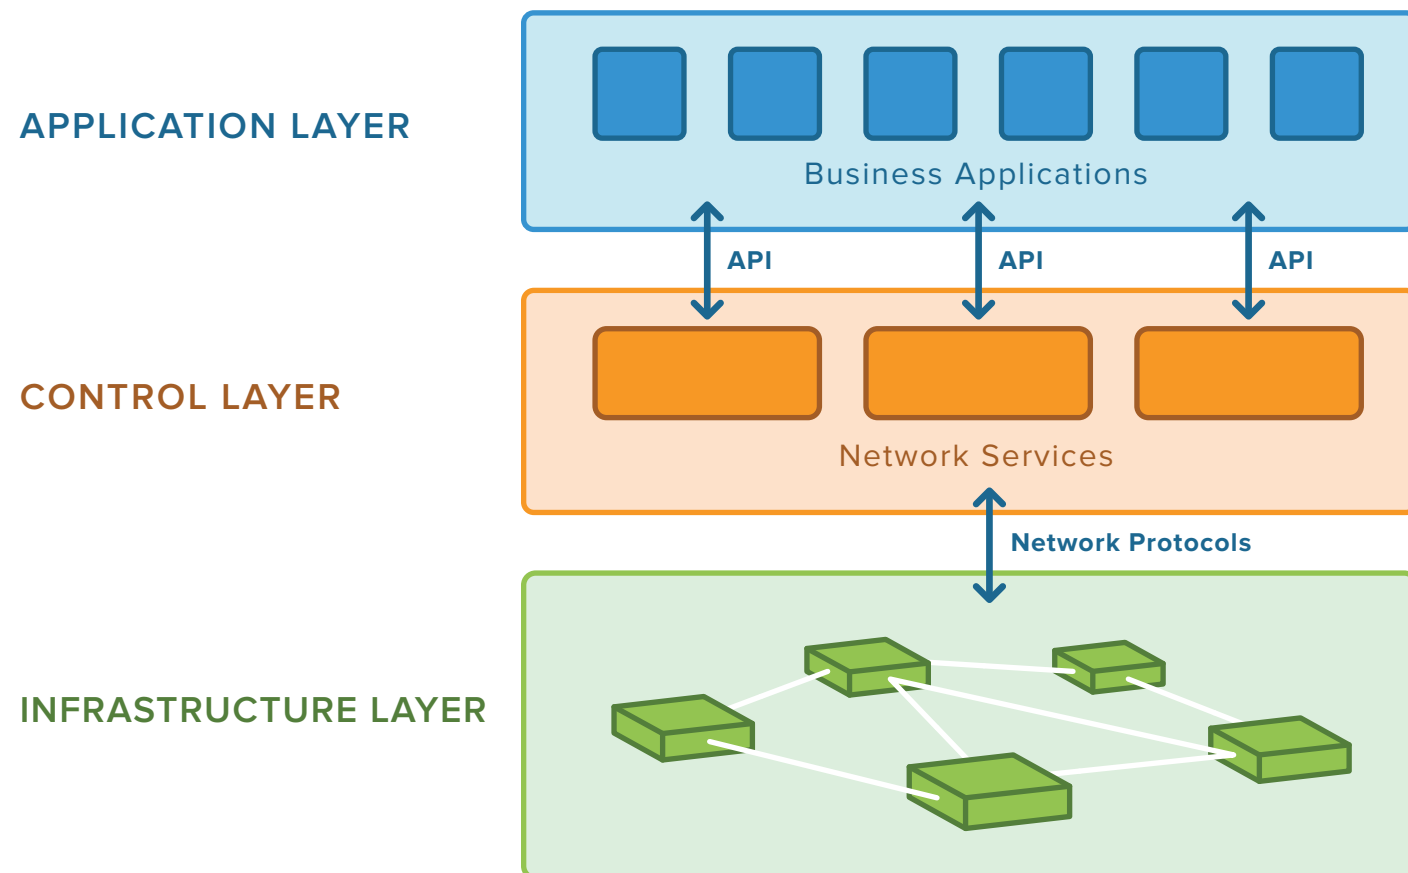 APPLICATION LAYER
Business Applications
API API API
CONTROL LAYER
Network Services
Network Protocols
INFRASTRUCTURE LAYER